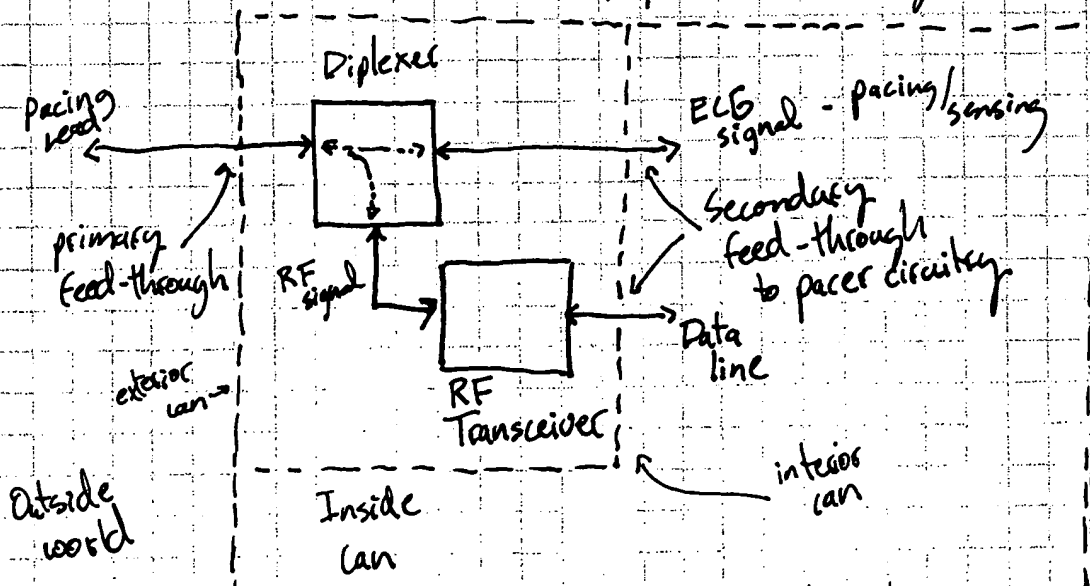 Diplexer
Pacing
lead
ECG
signal - pacing/
sensing
primary
feed-through
RF
signal
Secondary
feed-through
to pacer circuitry
Data
line
exterior
can
RF
Transceiver
interior
can
Outside
world
Inside
can